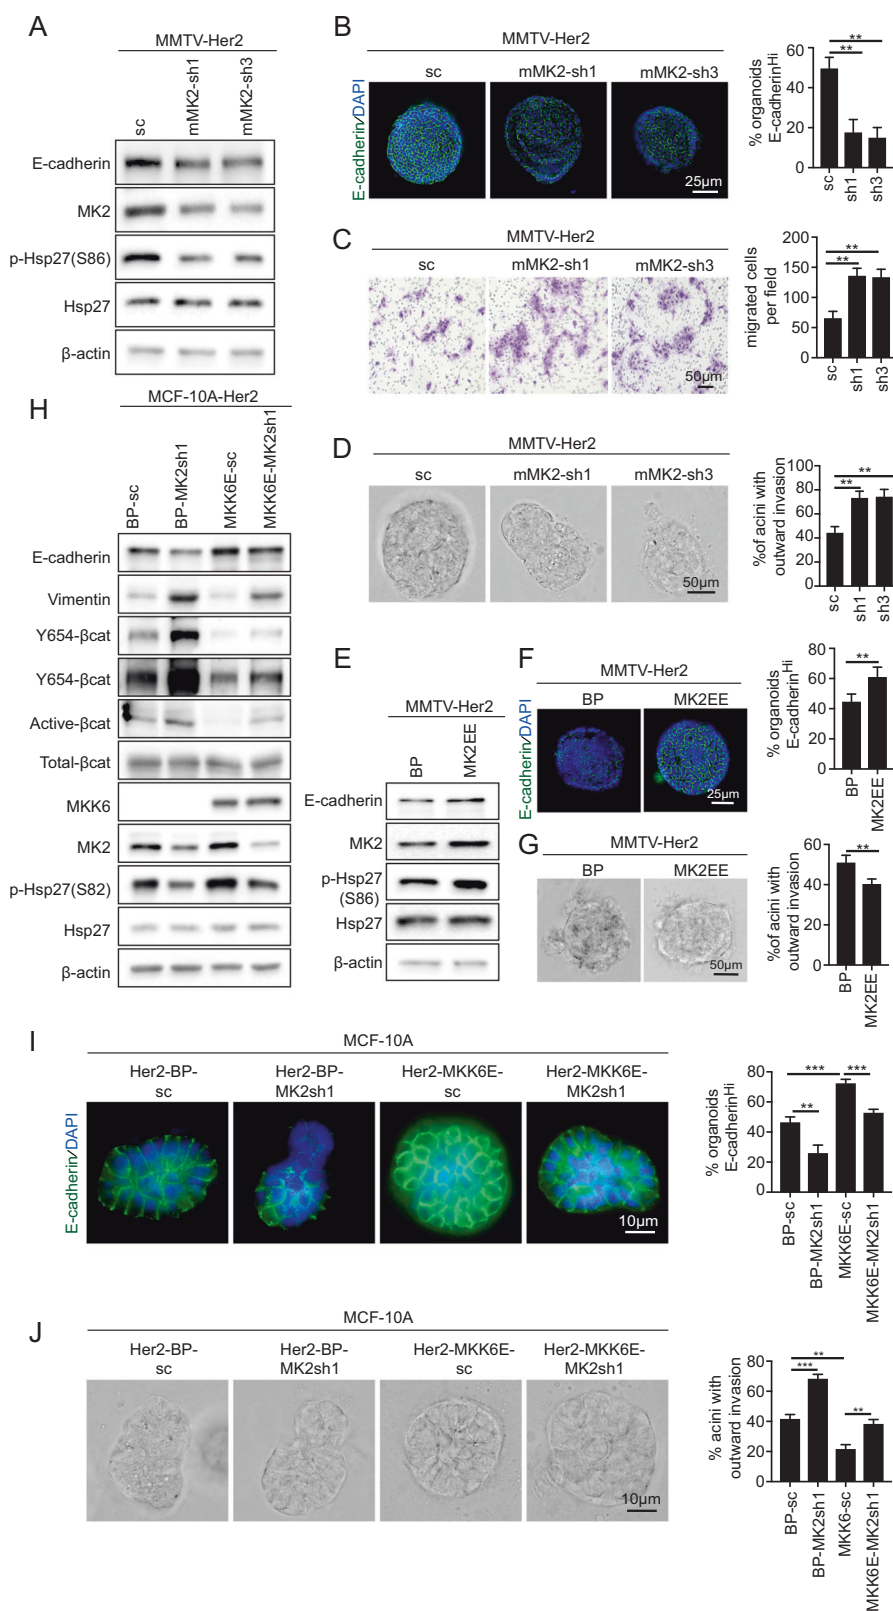 A
MMTV-Her2
sc
mMK2-sh1
mMK2-sh3
E-cadherin
MK2
p-Hsp27(S86)
Hsp27
β-actin
B
MMTV-Her2
sc
mMK2-sh1
mMK2-sh3
E-cadherin/DAPI
25µm
% organoids
E-cadherinHi
60
40
20
0
**
**
sc
sh1
sh3
C
MMTV-Her2
sc
mMK2-sh1
mMK2-sh3
50µm
migrated cells
per field
200
150
100
50
0
**
**
sc
sh1
sh3
D
MMTV-Her2
sc
mMK2-sh1
mMK2-sh3
50µm
%of acini with
outward invasion
100
80
60
40
20
0
**
**
sc
sh1
sh3
H
MCF-10A-Her2
BP-sc
BP-MK2sh1
MKK6E-sc
MKK6E-MK2sh1
E-cadherin
Vimentin
Y654-βcat
Y654-βcat
Active-βcat
Total-βcat
MKK6
MK2
p-Hsp27(S82)
Hsp27
β-actin
E
MMTV-Her2
BP
MK2EE
E-cadherin
MK2
p-Hsp27
(S86)
Hsp27
β-actin
F
MMTV-Her2
BP
MK2EE
E-cadherin/DAPI
25µm
% organoids
E-cadherinHi
80
60
40
20
0
**
BP
MK2EE
G
MMTV-Her2
BP
MK2EE
50µm
%of acini with
outward invasion
60
40
20
0
**
BP
MK2EE
I
MCF-10A
Her2-BP-
sc
Her2-BP-
MK2sh1
Her2-MKK6E-
sc
Her2-MKK6E-
MK2sh1
E-cadherin/DAPI
10µm
% organoids
E-cadherinHi
80
60
40
20
0
***
***
**
BP-sc
BP-MK2sh1
MKK6E-sc
MKK6E-MK2sh1
J
MCF-10A
Her2-BP-
sc
Her2-BP-
MK2sh1
Her2-MKK6E-
sc
Her2-MKK6E-
MK2sh1
10µm
% acini with
outward invasion
80
60
40
20
0
**
***
**
BP-sc
BP-MK2sh1
MKK6-sc
MKK6E-MK2sh1